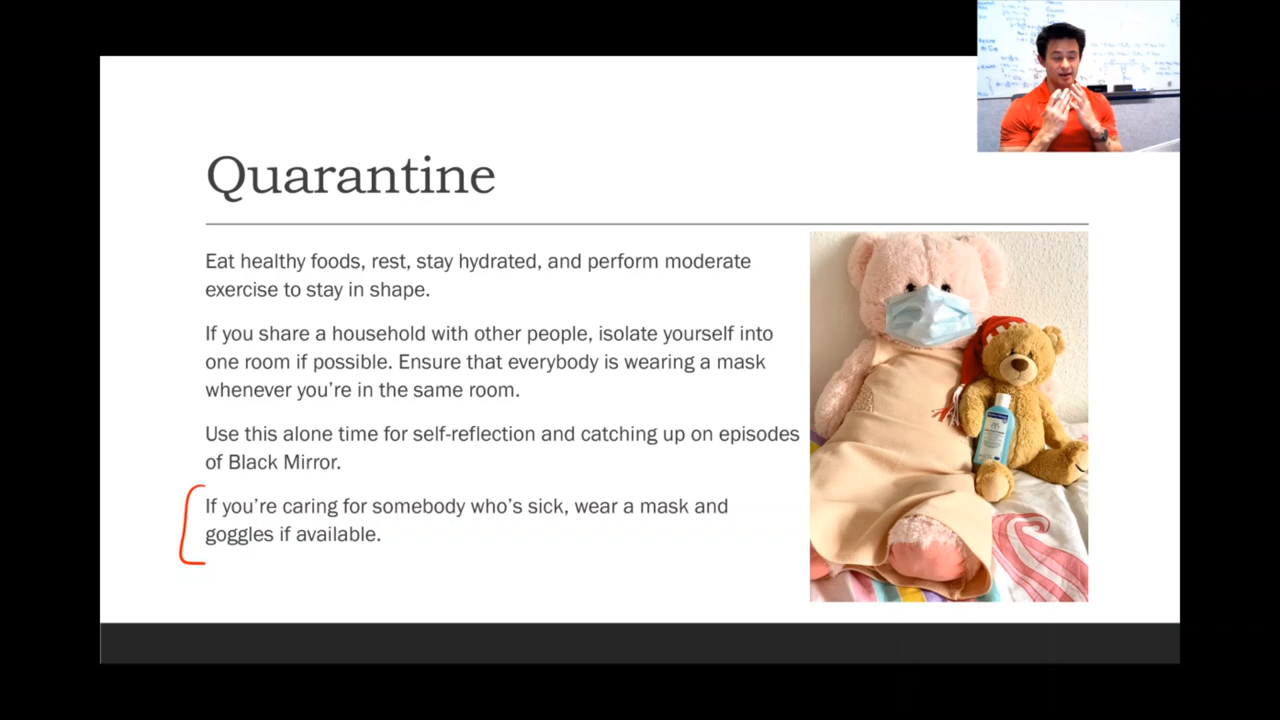 Quarantine
Eat healthy foods, rest, stay hydrated, and perform moderate
exercise to stay in shape.
If you share a household with other people, isolate yourself into
one room if possible. Ensure that everybody is wearing a mask
whenever you’re in the same room.
Use this alone time for self-reflection and catching up on episodes
of Black Mirror.
If you’re caring for somebody who’s sick, wear a mask and
goggles if available.